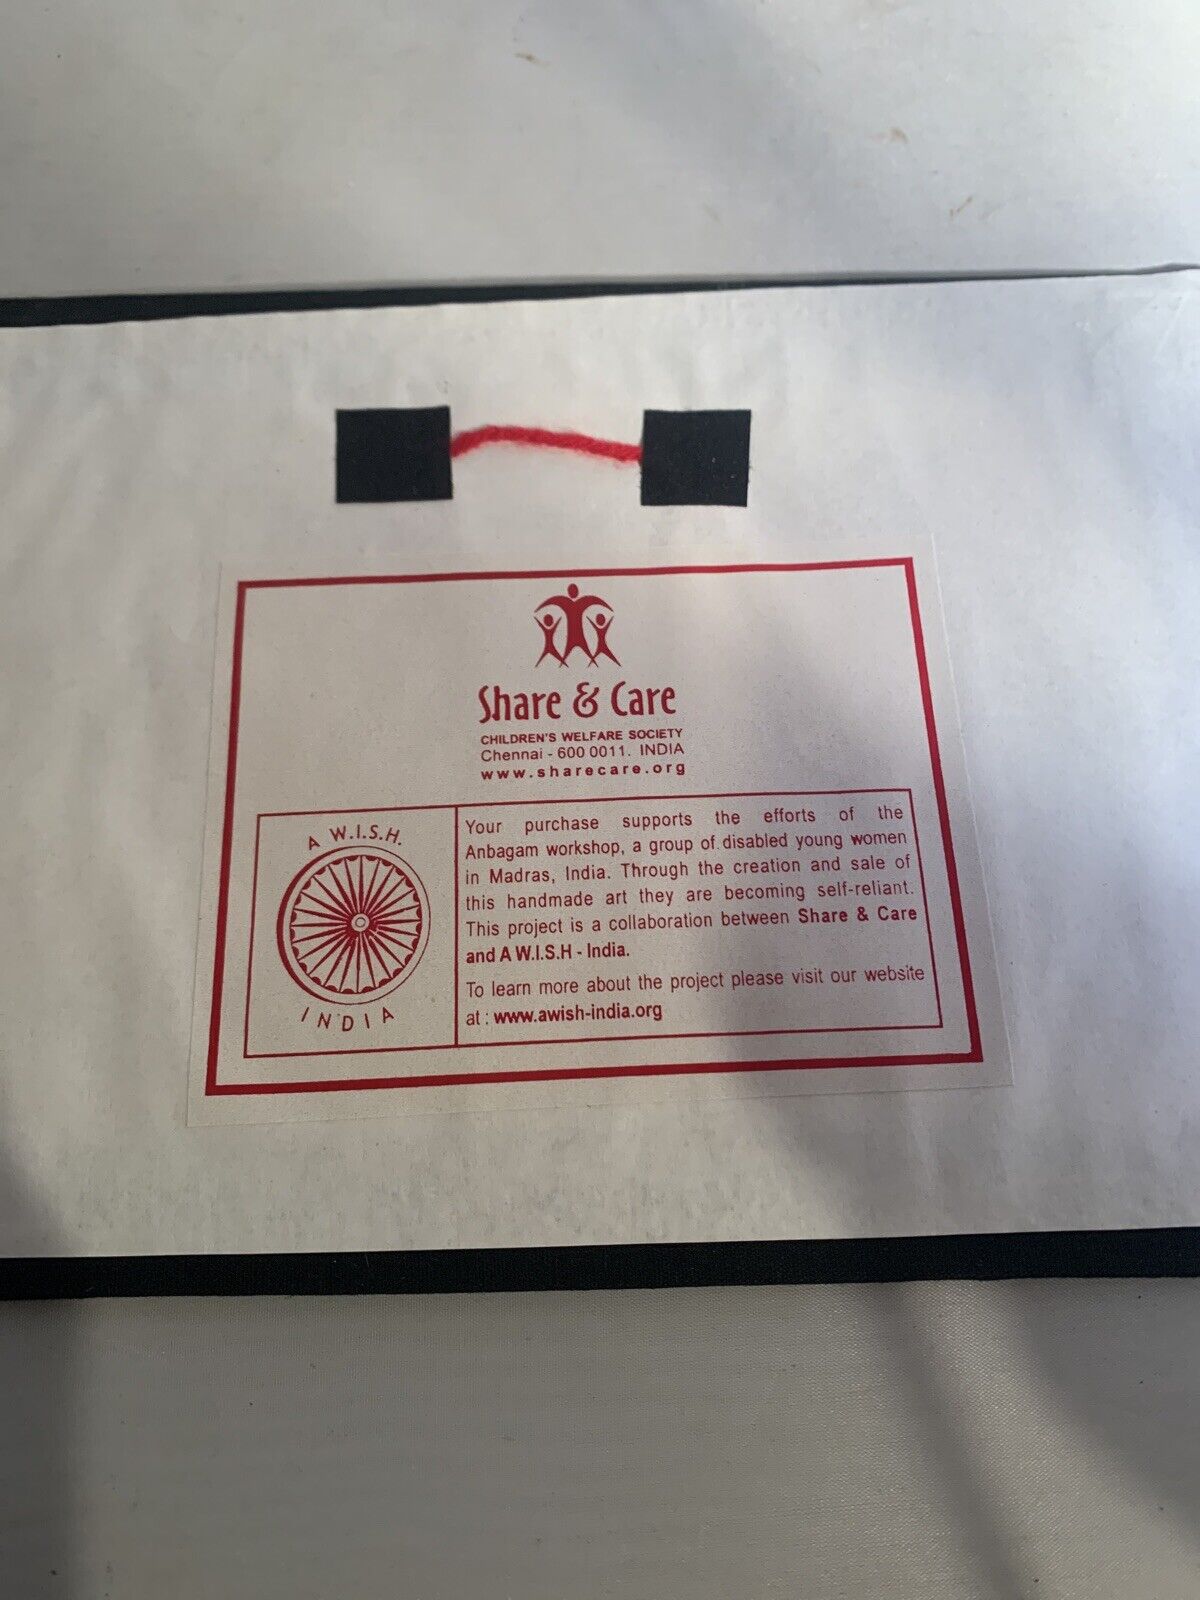 Share & Care
CHILDREN'S WELFARE SOCIETY
Chennai - 600 0011. INDIA
www.sharecare.org
A W.I.S.H.
INDIA
Your purchase supports the efforts of the
Anbagam workshop, a group of disabled young women
in Madras, India. Through the creation and sale of
this handmade art they are becoming self-reliant.
This project is a collaboration between Share & Care
and A W.I.S.H - India.
To learn more about the project please visit our website
at : www.awish-india.org